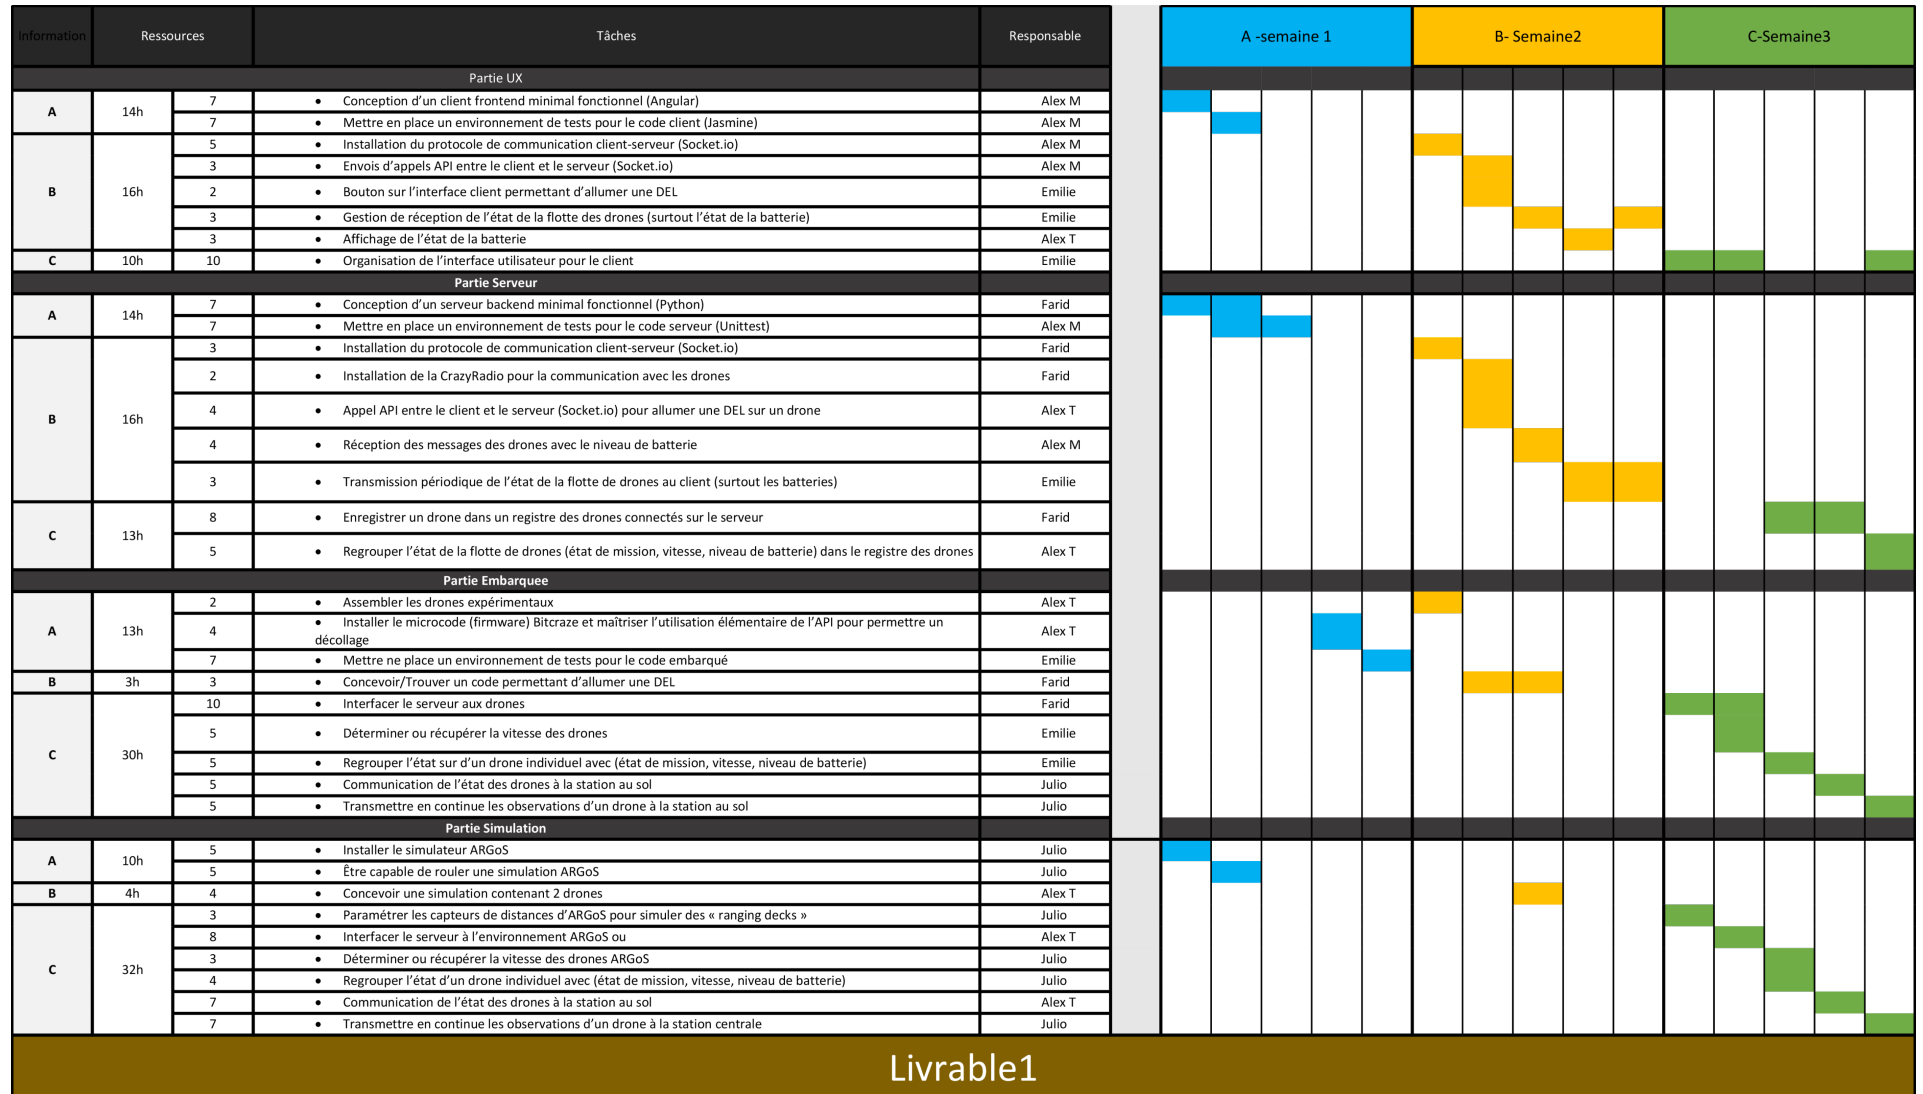 Information Ressources Tâches Responsable A -semaine 1 B- Semaine2 C-Semaine3
Partie UX
A 14h 7 • Conception d’un client frontend minimal fonctionnel (Angular) Alex M
7 • Mettre en place un environnement de tests pour le code client (Jasmine) Alex M
B 16h 5 • Installation du protocole de communication client-serveur (Socket.io) Alex M
3 • Envois d’appels API entre le client et le serveur (Socket.io) Alex M
2 • Bouton sur l’interface client permettant d’allumer une DEL Emilie
3 • Gestion de réception de l’état de la flotte des drones (surtout l’état de la batterie) Emilie
3 • Affichage de l’état de la batterie Alex T
C 10h 10 • Organisation de l’interface utilisateur pour le client Emilie
Partie Serveur
A 14h 7 • Conception d’un serveur backend minimal fonctionnel (Python) Farid
7 • Mettre en place un environnement de tests pour le code serveur (Unittest) Alex M
B 16h 3 • Installation du protocole de communication client-serveur (Socket.io) Farid
2 • Installation de la CrazyRadio pour la communication avec les drones Farid
4 • Appel API entre le client et le serveur (Socket.io) pour allumer une DEL sur un drone Alex T
4 • Réception des messages des drones avec le niveau de batterie Alex M
3 • Transmission périodique de l’état de la flotte de drones au client (surtout les batteries) Emilie
C 13h 8 • Enregistrer un drone dans un registre des drones connectés sur le serveur Farid
5 • Regrouper l’état de la flotte de drones (état de mission, vitesse, niveau de batterie) dans le registre des drones Alex T
Partie Embarquee
A 13h 2 • Assembler les drones expérimentaux Alex T
4 • Installer le microcode (firmware) Bitcraze et maîtriser l’utilisation élémentaire de l’API pour permettre un
décollage Alex T
7 • Mettre ne place un environnement de tests pour le code embarqué Emilie
B 3h 3 • Concevoir/Trouver un code permettant d’allumer une DEL Farid
C 30h 10 • Interfacer le serveur aux drones Farid
5 • Déterminer ou récupérer la vitesse des drones Emilie
5 • Regrouper l’état sur d’un drone individuel avec (état de mission, vitesse, niveau de batterie) Emilie
5 • Communication de l’état des drones à la station au sol Julio
5 • Transmettre en continue les observations d’un drone à la station au sol Julio
Partie Simulation
A 10h 5 • Installer le simulateur ARGoS Julio
5 • Être capable de rouler une simulation ARGoS Julio
B 4h 4 • Concevoir une simulation contenant 2 drones Alex T
C 32h 3 • Paramétrer les capteurs de distances d’ARGoS pour simuler des « ranging decks » Julio
8 • Interfacer le serveur à l’environnement ARGoS ou Alex T
3 • Déterminer ou récupérer la vitesse des drones ARGoS Julio
4 • Regrouper l’état d’un drone individuel avec (état de mission, vitesse, niveau de batterie) Julio
7 • Communication de l’état des drones à la station au sol Alex T
7 • Transmettre en continue les observations d’un drone à la station centrale Julio
Livrable1